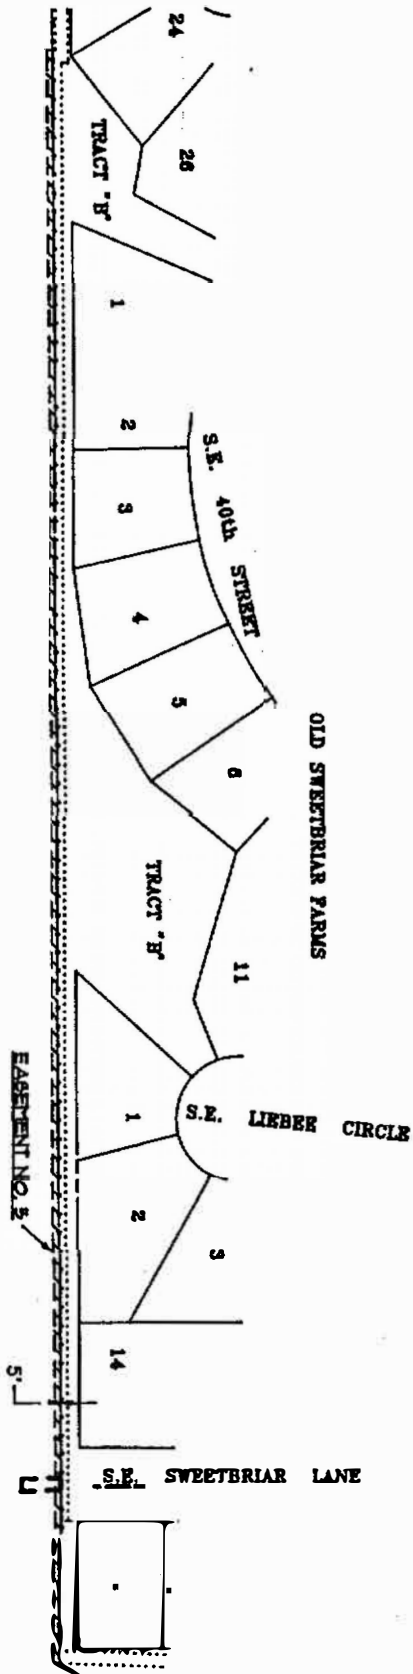 24
26
TRACT "B"
1
2
3
S.E. 40th STREET
4
5
6
OLD SWEETBRIAR FARMS
TRACT "B"
11
1
S.E. LIEBEE CIRCLE
2
3
EASEMENT NO. 5
14
5'
S.E. SWEETBRIAR LANE